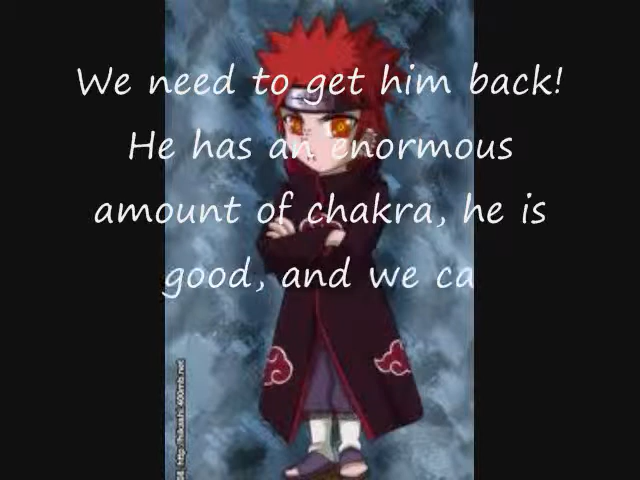 We need to get him back!
He has an enormous
amount of chakra, he is
good, and we ca